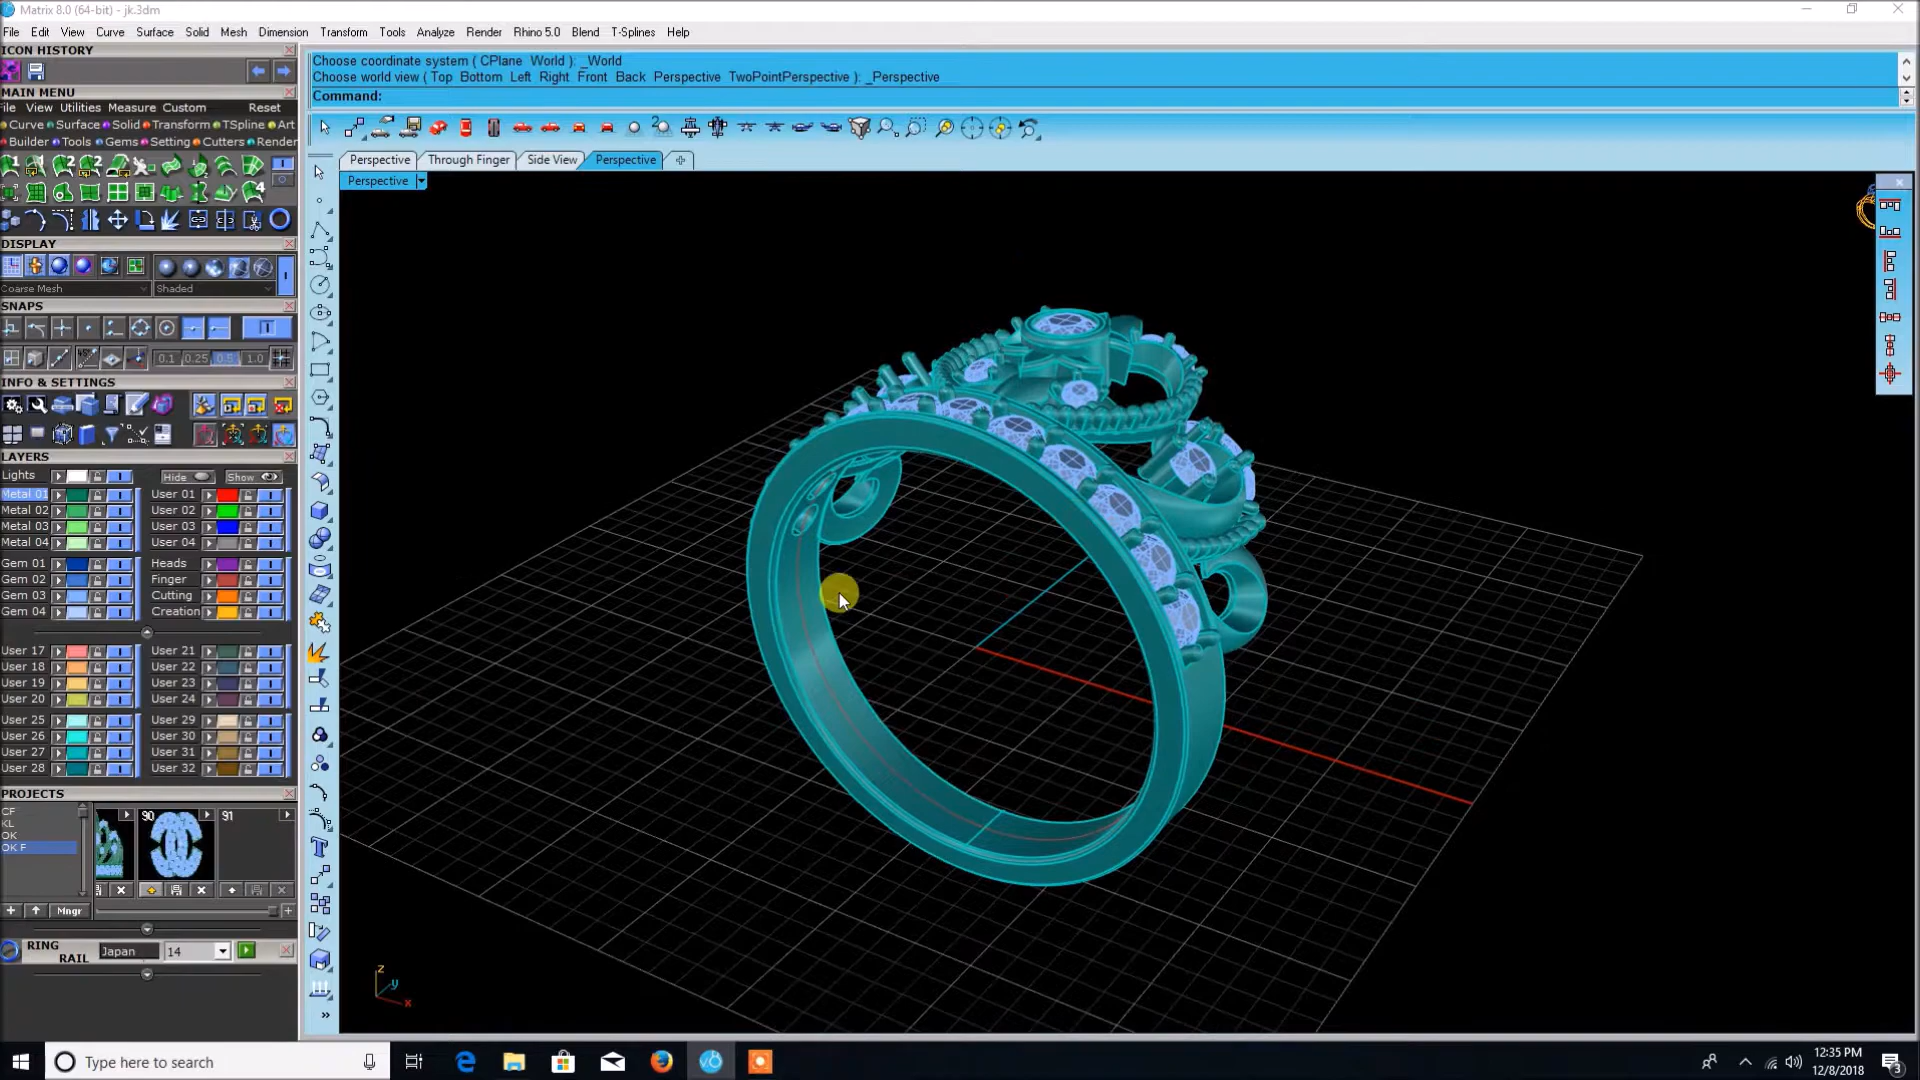 Matrix 8.0 (64-bit) - jk.3dm
File Edit View Curve Surface Solid Mesh Dimension Transform Tools Analyze Render Rhino 5.0 Blend T-Splines Help
ICON HISTORY
Choose coordinate system ( CPlane World ): _World
Choose world view ( Top Bottom Left Right Front Back Perspective TwoPointPerspective ): _Perspective
Command:
MAIN MENU
File View Utilities Measure Custom Reset
Curve Surface Solid Transform TSpline Art
Builder Tools Gems Setting Cutters Render
Perspective Through Finger Side View Perspective
Perspective
DISPLAY
Coarse Mesh Shaded
SNAPS
0.1 0.25 0.5 1.0
INFO & SETTINGS
LAYERS
Lights Hide Show
Metal 01 User 01
Metal 02 User 02
Metal 03 User 03
Metal 04 User 04
Gem 01 Heads
Gem 02 Finger
Gem 03 Cutting
Gem 04 Creation
User 17 User 21
User 18 User 22
User 19 User 23
User 20 User 24
User 25 User 29
User 26 User 30
User 27 User 31
User 28 User 32
PROJECTS
CF
KL
OK
OK F
90 91
Mngr
RING
RAIL Japan 14
z
y
x
Type here to search
12:35 PM
12/8/2018
3